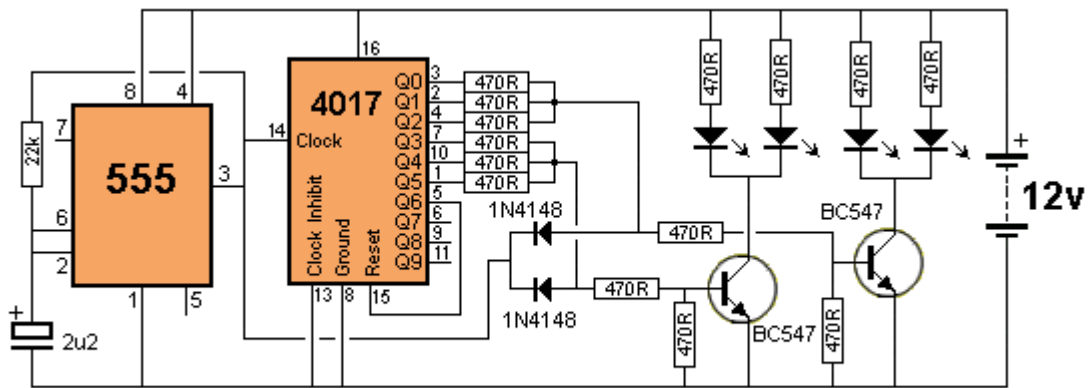 16
8
4
7
22k
555
3
6
2
1
5
+
2u2
4017
14
Clock
Clock Inhibit
Ground
Reset
13
8
15
Q0
3
470R
Q1
2
470R
Q2
4
470R
Q3
7
470R
Q4
10
470R
Q5
1
470R
Q6
5
Q7
6
Q8
9
Q9
11
1N4148
1N4148
470R
470R
470R
470R
470R
470R
470R
470R
BC547
BC547
+
12v